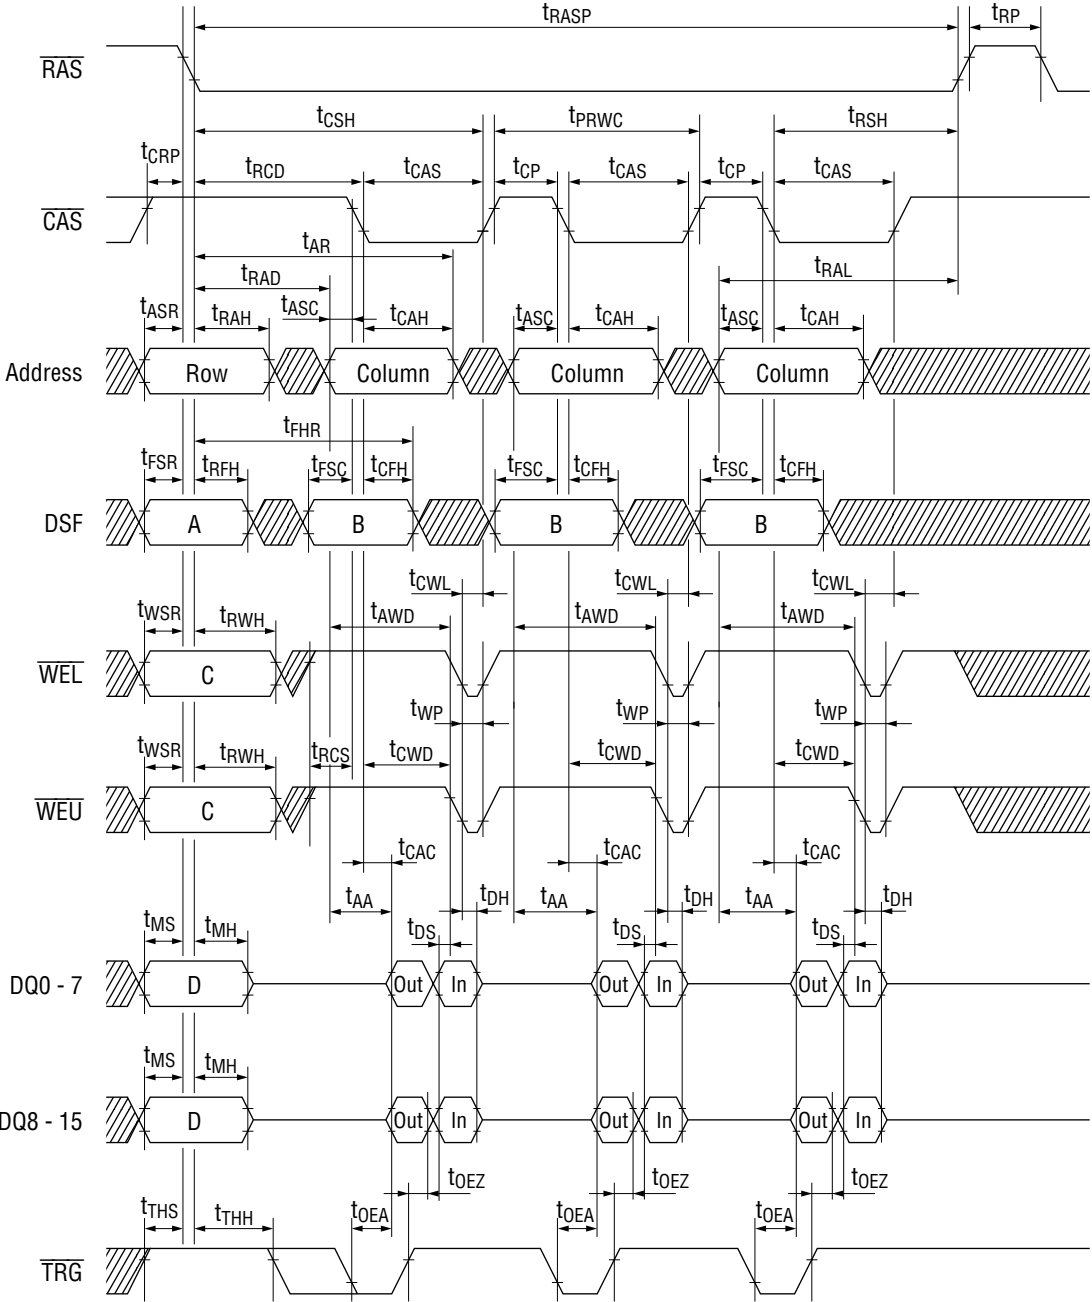 tRASP tRP
RAS
tCSH tPRWC tRSH
tCRP tRCD tCAS tCP tCAS tCP tCAS
CAS
tAR
tRAD tRAL
tASR tRAH tASC tCAH tASC tCAH tASC tCAH
Address Row Column Column Column
tFHR
tFSR tRFH tFSC tCFH tFSC tCFH tFSC tCFH
DSF A B B B
tCWL tCWL tCWL
tWSR tRWH tAWD tAWD tAWD
WEL C
tWP tWP tWP
tWSR tRWH tRCS tCWD tCWD tCWD
WEU C
tCAC tCAC tCAC
tAA tDH tAA tDH tAA tDH
tMS tMH tDS tDS tDS
DQ0 - 7 D Out In Out In Out In
tMS tMH
DQ8 - 15 D Out In Out In Out In
tOEZ tOEZ tOEZ
tTHS tTHH tOEA tOEA tOEA
TRG